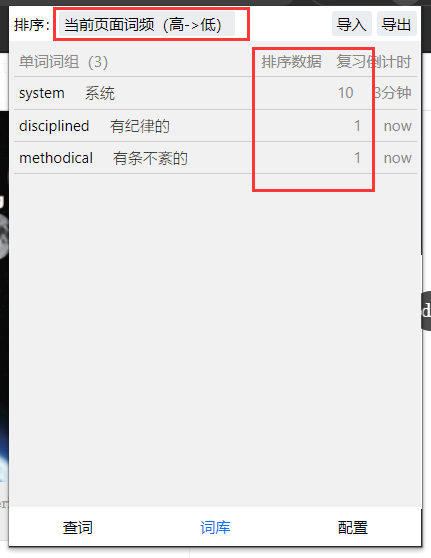 排序：当前页面词频（高->低） 导入 导出
单词词组（3） 排序数据 复习倒计时
system 系统 10 3分钟
disciplined 有纪律的 1 now
methodical 有条不紊的 1 now
查词 词库 配置